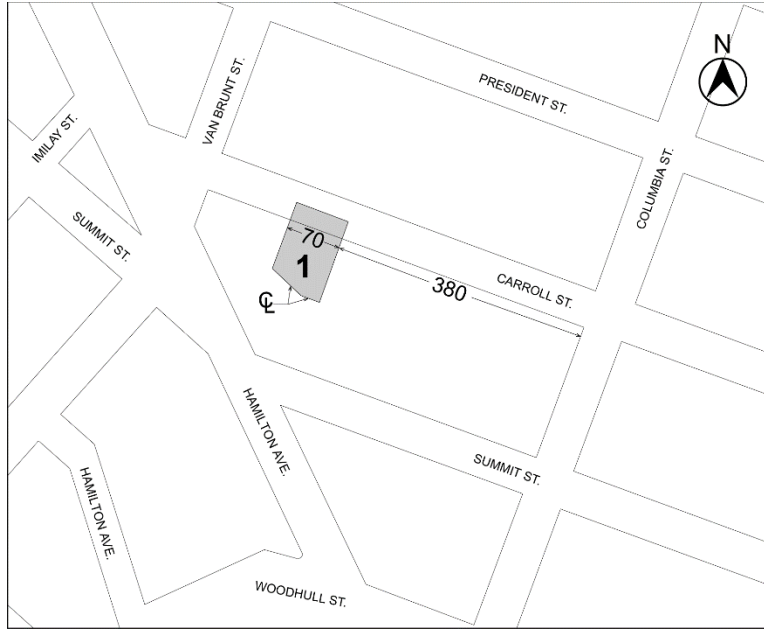 N
PRESIDENT ST.
VAN BRUNT ST.
IMILAY ST.
COLUMBIA ST.
SUMMIT ST.
70
1
380
CARROLL ST.
℄
HAMILTON AVE.
SUMMIT ST.
HAMILTON AVE.
WOODHULL ST.